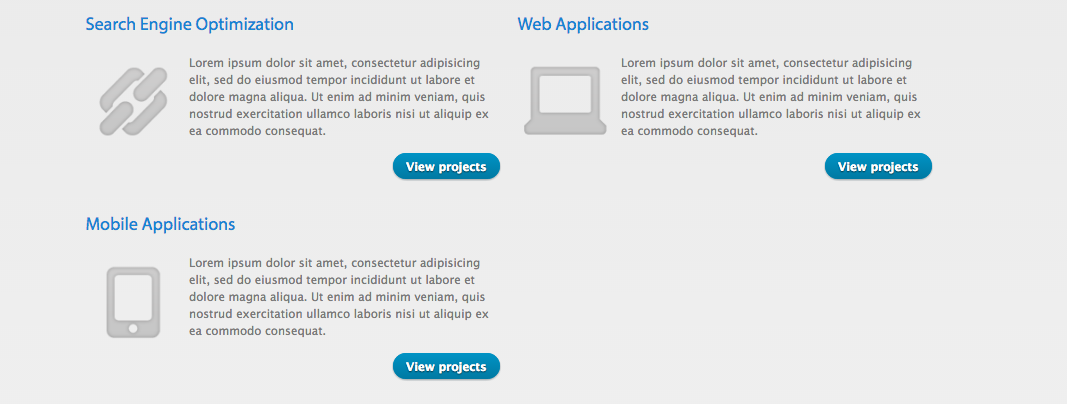 Search Engine Optimization
Lorem ipsum dolor sit amet, consectetur adipisicing
elit, sed do eiusmod tempor incididunt ut labore et
dolore magna aliqua. Ut enim ad minim veniam, quis
nostrud exercitation ullamco laboris nisi ut aliquip ex
ea commodo consequat.
View projects
Web Applications
Lorem ipsum dolor sit amet, consectetur adipisicing
elit, sed do eiusmod tempor incididunt ut labore et
dolore magna aliqua. Ut enim ad minim veniam, quis
nostrud exercitation ullamco laboris nisi ut aliquip ex
ea commodo consequat.
View projects
Mobile Applications
Lorem ipsum dolor sit amet, consectetur adipisicing
elit, sed do eiusmod tempor incididunt ut labore et
dolore magna aliqua. Ut enim ad minim veniam, quis
nostrud exercitation ullamco laboris nisi ut aliquip ex
ea commodo consequat.
View projects